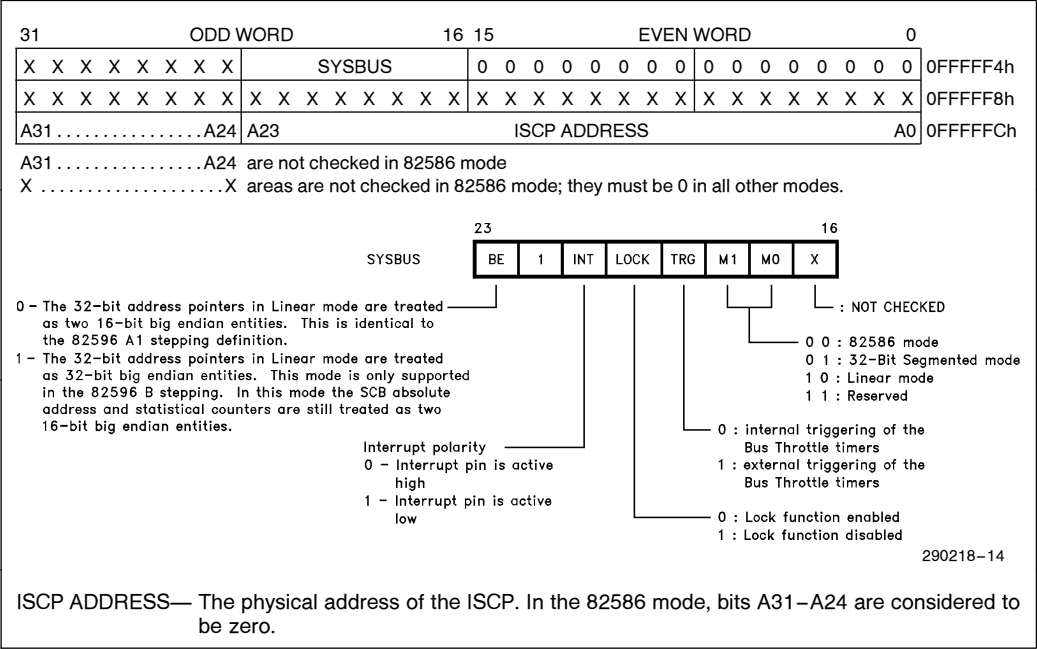 31 ODD WORD 16 15 EVEN WORD 0
X X X X X X X X SYSBUS 0 0 0 0 0 0 0 0 0 0 0 0 0 0 0 0 0FFFFF4h
X X X X X X X X X X X X X X X X X X X X X X X X X X X X X X X X 0FFFFF8h
A31 . . . . . . . . . . . . . . . . A24 A23 ISCP ADDRESS A0 0FFFFFCh
A31 . . . . . . . . . . . . . . . . A24 are not checked in 82586 mode
X . . . . . . . . . . . . . . . . . . . . X areas are not checked in 82586 mode; they must be 0 in all other modes.
23 16
SYSBUS BE 1 INT LOCK TRG M1 M0 X
0 – The 32–bit address pointers in Linear mode are treated
as two 16–bit big endian entities. This is identical to
the 82596 A1 stepping definition.
1 – The 32–bit address pointers in Linear mode are treated
as 32–bit big endian entities. This mode is only supported
in the 82596 B stepping. In this mode the SCB absolute
address and statistical counters are still treated as two
16–bit big endian entities.
: NOT CHECKED
0 0 : 82586 mode
0 1 : 32–Bit Segmented mode
1 0 : Linear mode
1 1 : Reserved
Interrupt polarity
0 – Interrupt pin is active
high
1 – Interrupt pin is active
low
0 : internal triggering of the
Bus Throttle timers
1 : external triggering of the
Bus Throttle timers
0 : Lock function enabled
1 : Lock function disabled
290218–14
ISCP ADDRESS— The physical address of the ISCP. In the 82586 mode, bits A31–A24 are considered to
be zero.